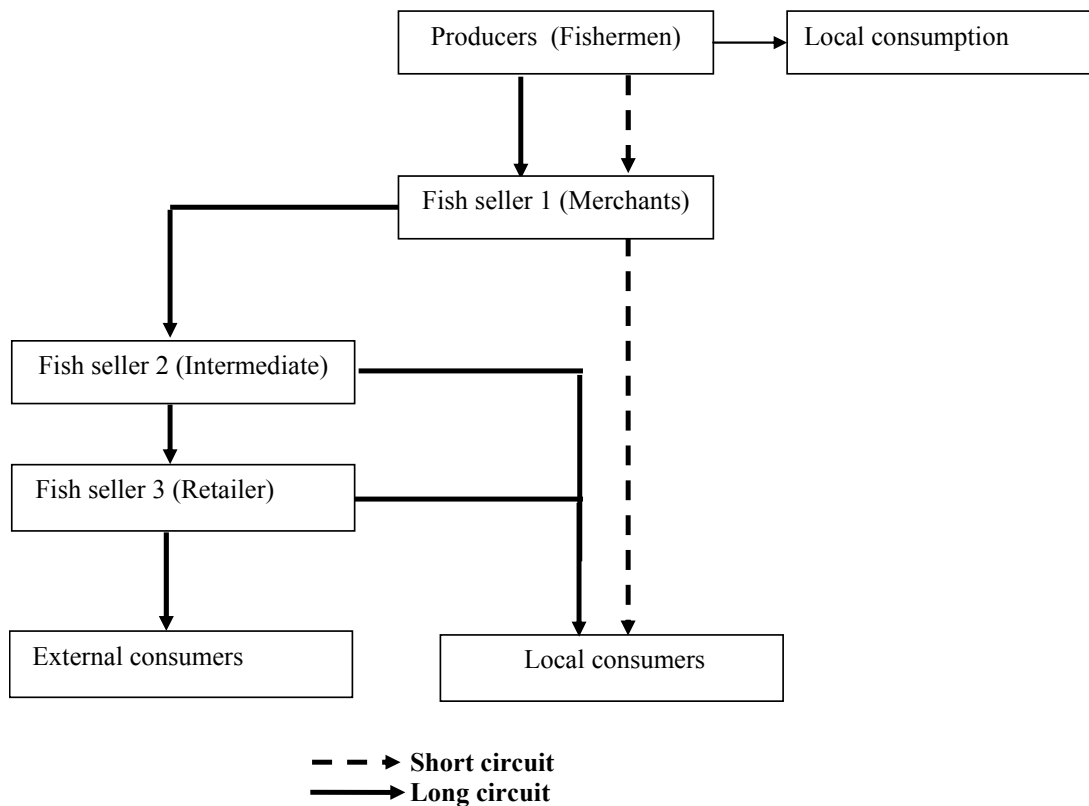 Producers (Fishermen)
Local consumption
Fish seller 1 (Merchants)
Fish seller 2 (Intermediate)
Fish seller 3 (Retailer)
External consumers
Local consumers
Short circuit
Long circuit